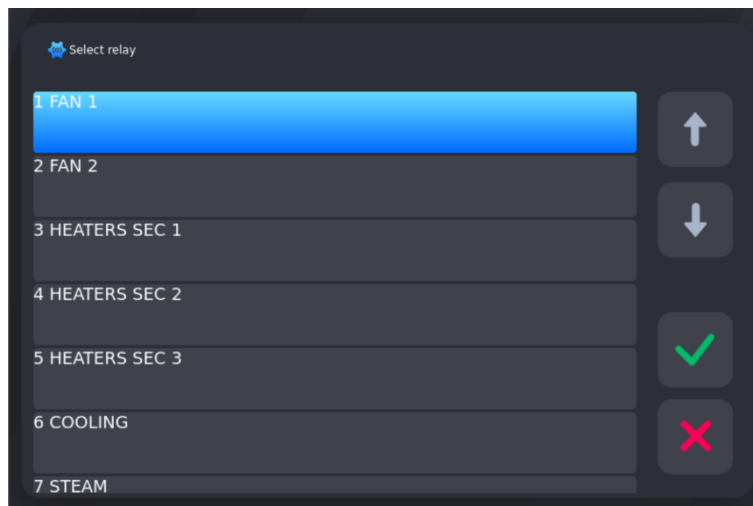 Select relay
1 FAN 1
2 FAN 2
3 HEATERS SEC 1
4 HEATERS SEC 2
5 HEATERS SEC 3
6 COOLING
7 STEAM